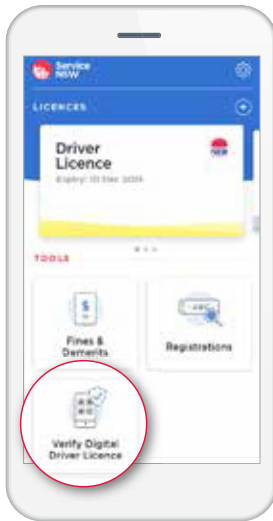 Service
NSW
LICENCES
Driver
Licence
NSW
TOOLS
$
Fines &
Demerits
Registrations
Verify Digital
Driver Licence